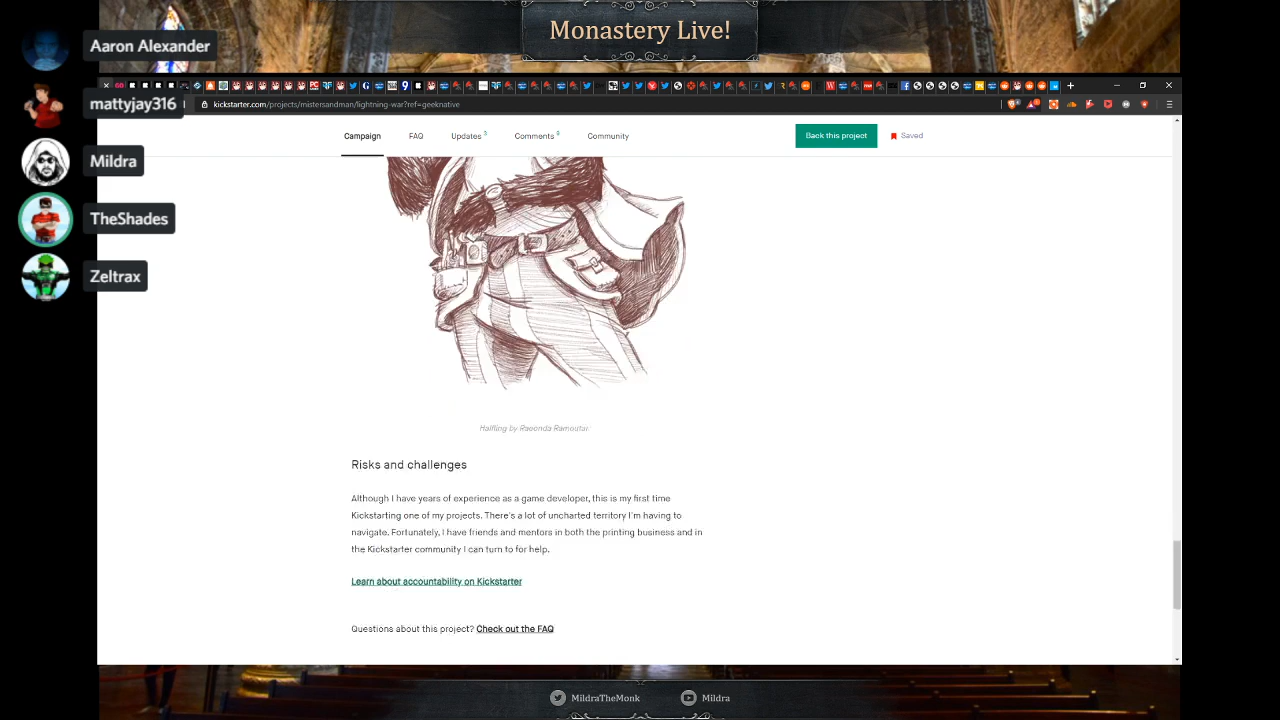 Monastery Live!
Aaron Alexander
mattyjay316
Mildra
TheShades
Zeltrax
kickstarter.com/projects/mistersandman/lightning-war?ref=geeknative
Campaign FAQ Updates 3 Comments 9 Community Back this project Saved
Halfling by Raeonda Ramoutar.
Risks and challenges
Although I have years of experience as a game developer, this is my first time
Kickstarting one of my projects. There's a lot of uncharted territory I'm having to
navigate. Fortunately, I have friends and mentors in both the printing business and in
the Kickstarter community I can turn to for help.
Learn about accountability on Kickstarter
Questions about this project? Check out the FAQ
MildraTheMonk Mildra